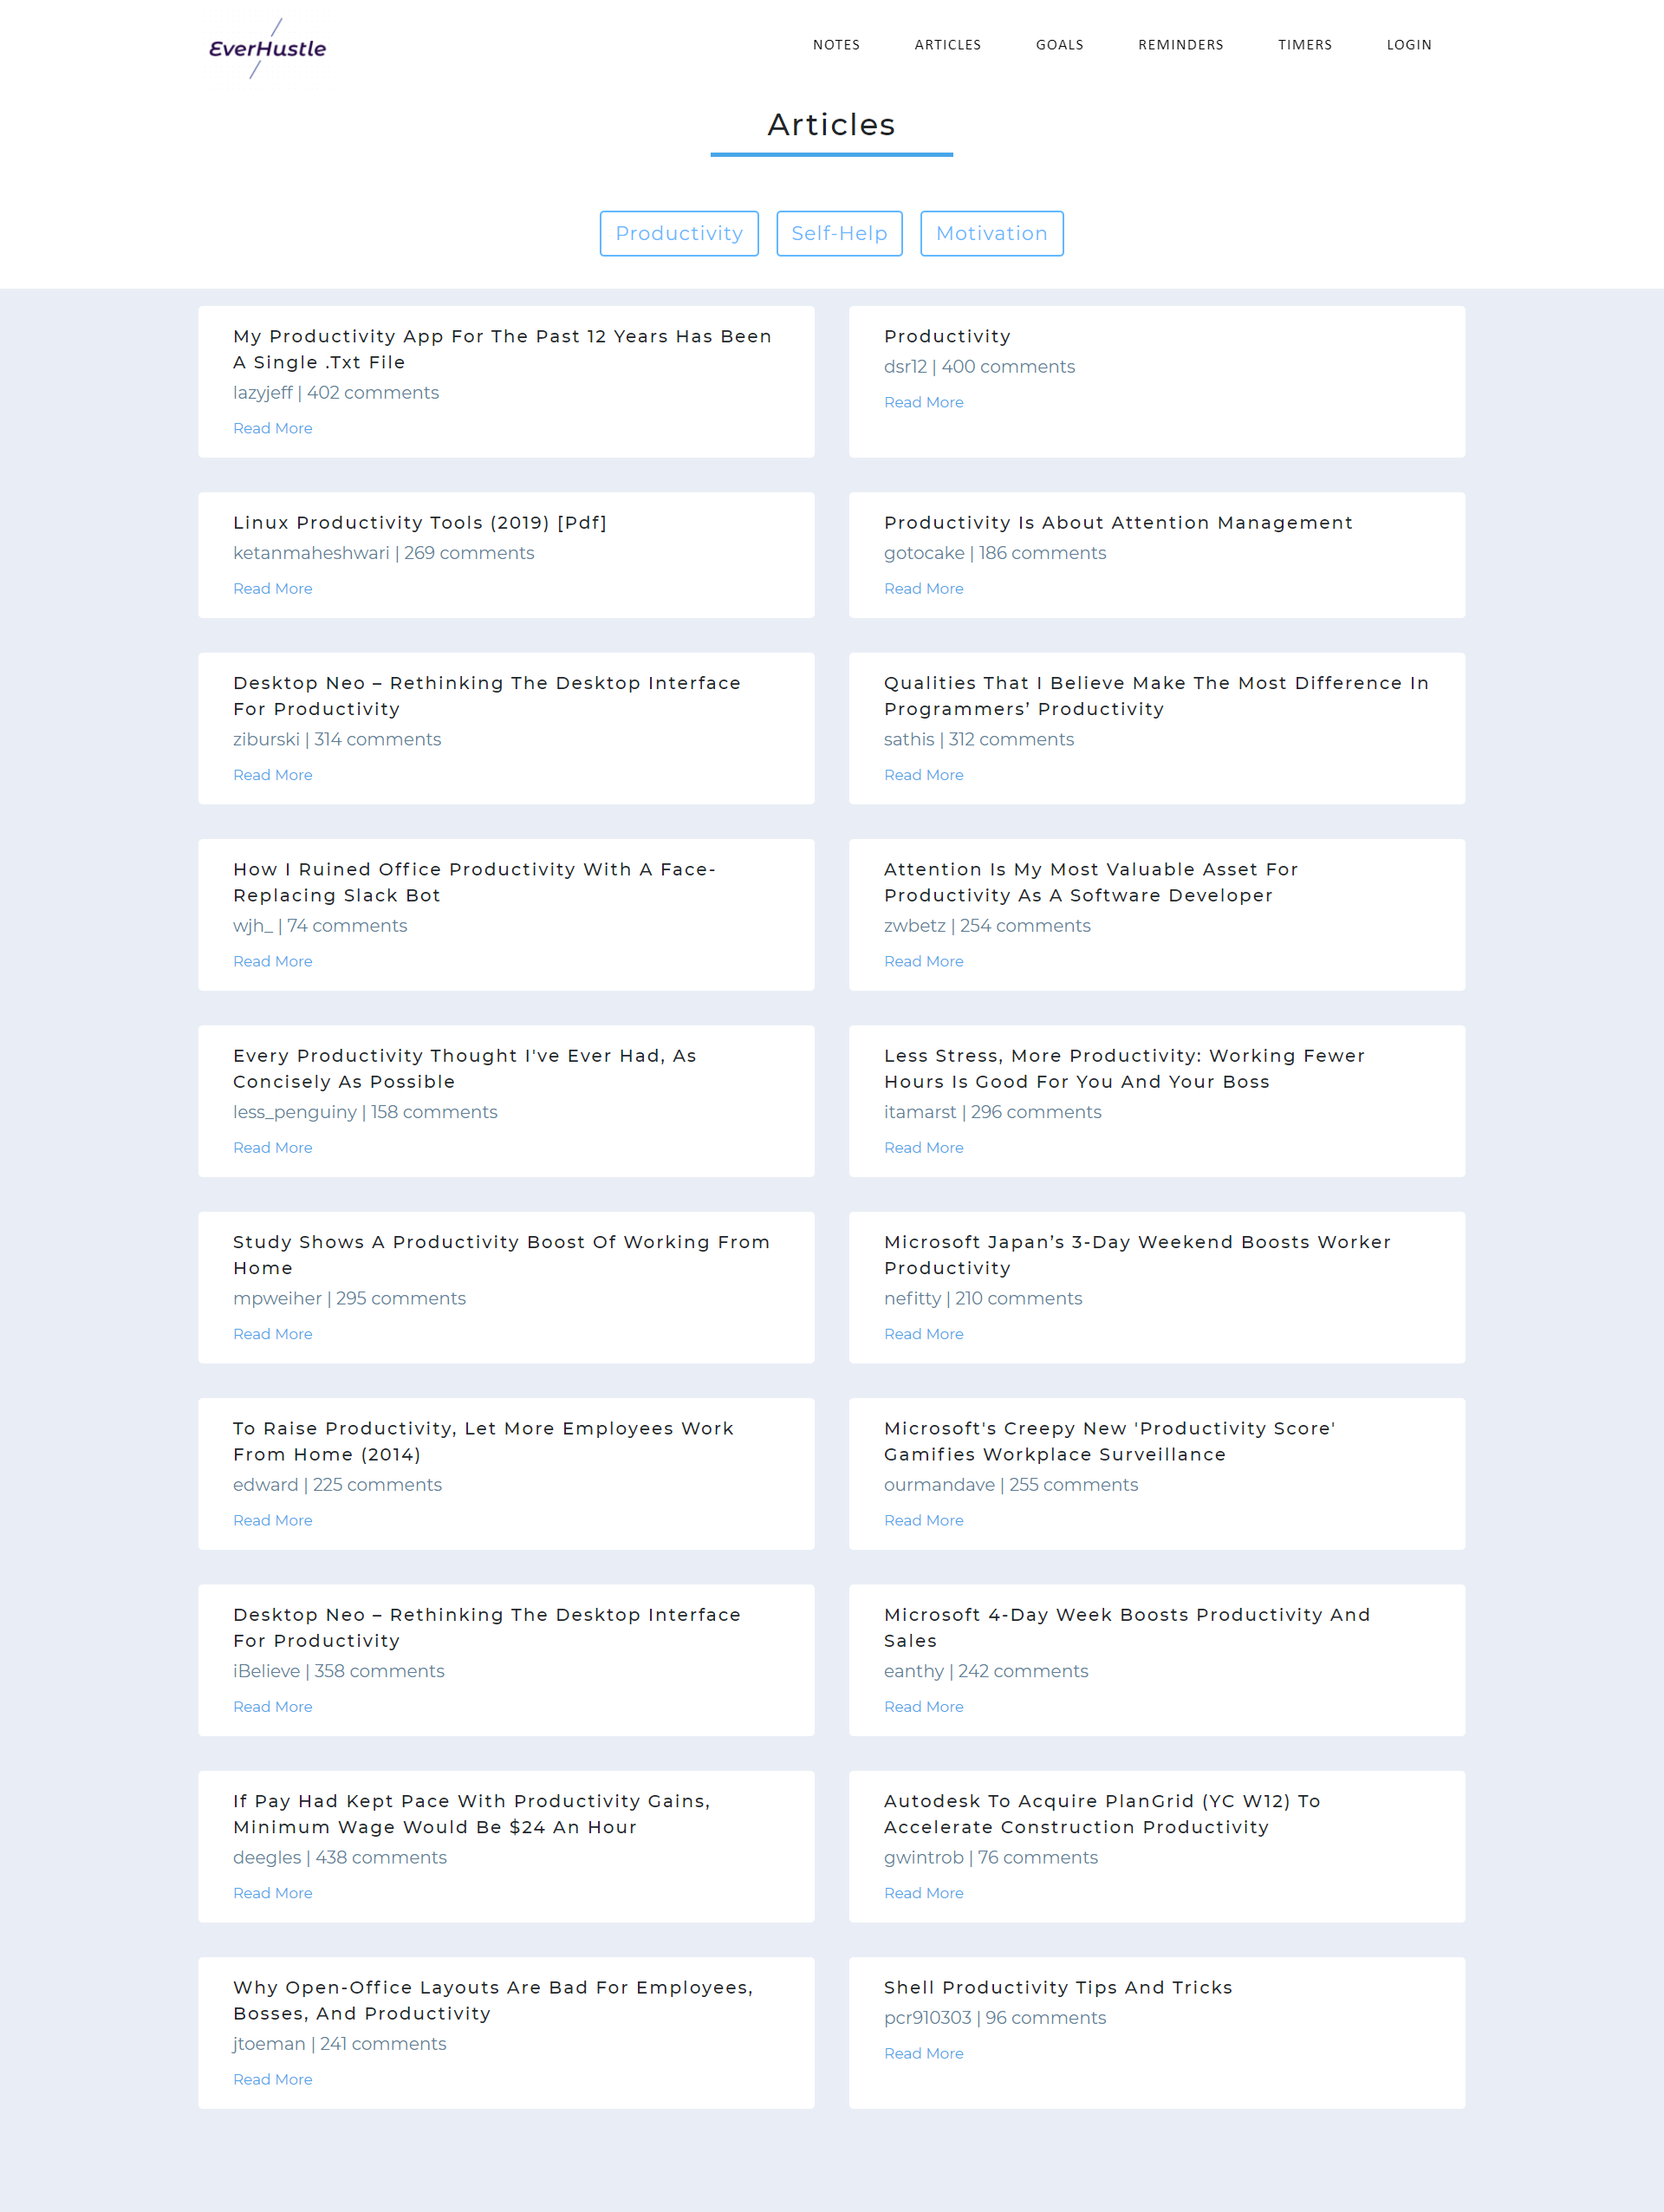 EverHustle
NOTES
ARTICLES
GOALS
REMINDERS
TIMERS
LOGIN
Articles
Productivity
Self-Help
Motivation
My Productivity App For The Past 12 Years Has Been
A Single .Txt File
lazyjeff | 402 comments
Read More
Productivity
dsr12 | 400 comments
Read More
Linux Productivity Tools (2019) [Pdf]
ketanmaheshwari | 269 comments
Read More
Productivity Is About Attention Management
gotocake | 186 comments
Read More
Desktop Neo – Rethinking The Desktop Interface
For Productivity
ziburski | 314 comments
Read More
Qualities That I Believe Make The Most Difference In
Programmers’ Productivity
sathis | 312 comments
Read More
How I Ruined Office Productivity With A Face-
Replacing Slack Bot
wjh_ | 74 comments
Read More
Attention Is My Most Valuable Asset For
Productivity As A Software Developer
zwbetz | 254 comments
Read More
Every Productivity Thought I've Ever Had, As
Concisely As Possible
less_penguiny | 158 comments
Read More
Less Stress, More Productivity: Working Fewer
Hours Is Good For You And Your Boss
itamarst | 296 comments
Read More
Study Shows A Productivity Boost Of Working From
Home
mpweiher | 295 comments
Read More
Microsoft Japan’s 3-Day Weekend Boosts Worker
Productivity
nefitty | 210 comments
Read More
To Raise Productivity, Let More Employees Work
From Home (2014)
edward | 225 comments
Read More
Microsoft's Creepy New 'Productivity Score'
Gamifies Workplace Surveillance
ourmandave | 255 comments
Read More
Desktop Neo – Rethinking The Desktop Interface
For Productivity
iBelieve | 358 comments
Read More
Microsoft 4-Day Week Boosts Productivity And
Sales
eanthy | 242 comments
Read More
If Pay Had Kept Pace With Productivity Gains,
Minimum Wage Would Be $24 An Hour
deegles | 438 comments
Read More
Autodesk To Acquire PlanGrid (YC W12) To
Accelerate Construction Productivity
gwintrob | 76 comments
Read More
Why Open-Office Layouts Are Bad For Employees,
Bosses, And Productivity
jtoeman | 241 comments
Read More
Shell Productivity Tips And Tricks
pcr910303 | 96 comments
Read More